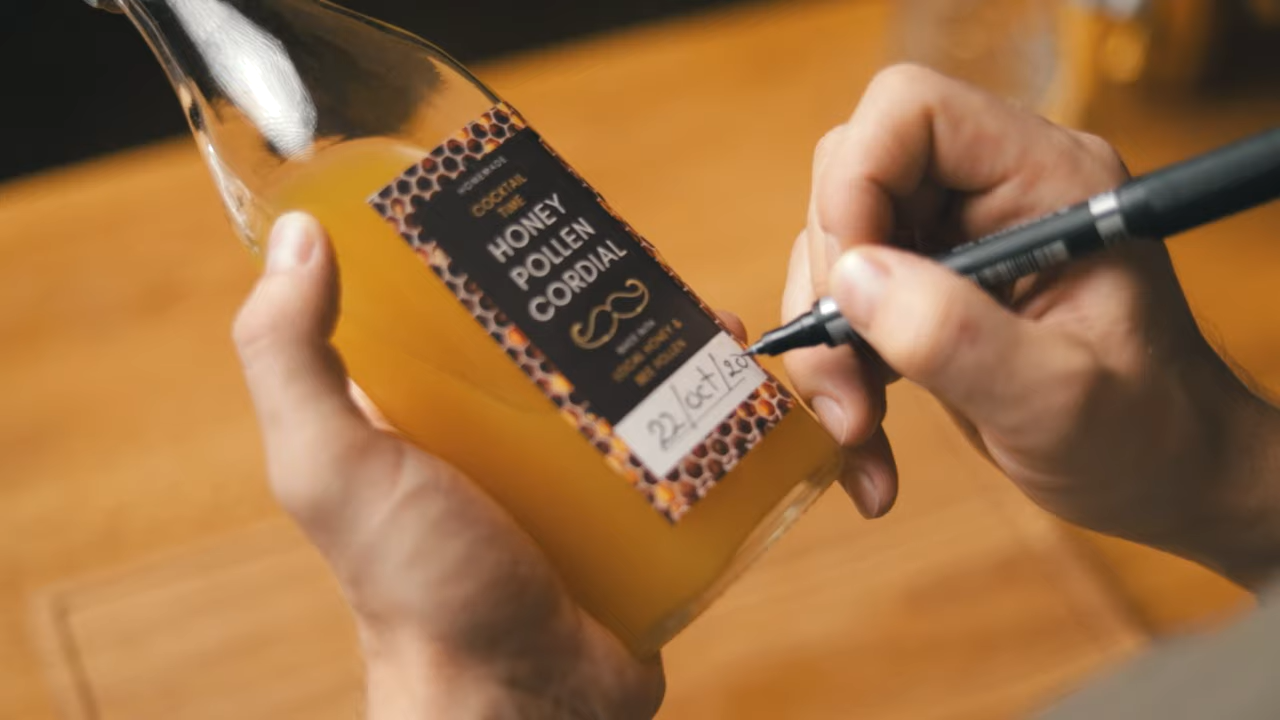 HOMEMADE
COCKTAIL
TIME
HONEY
POLLEN
CORDIAL
MADE WITH
LOCAL HONEY &
BEE POLLEN
22/oct/20